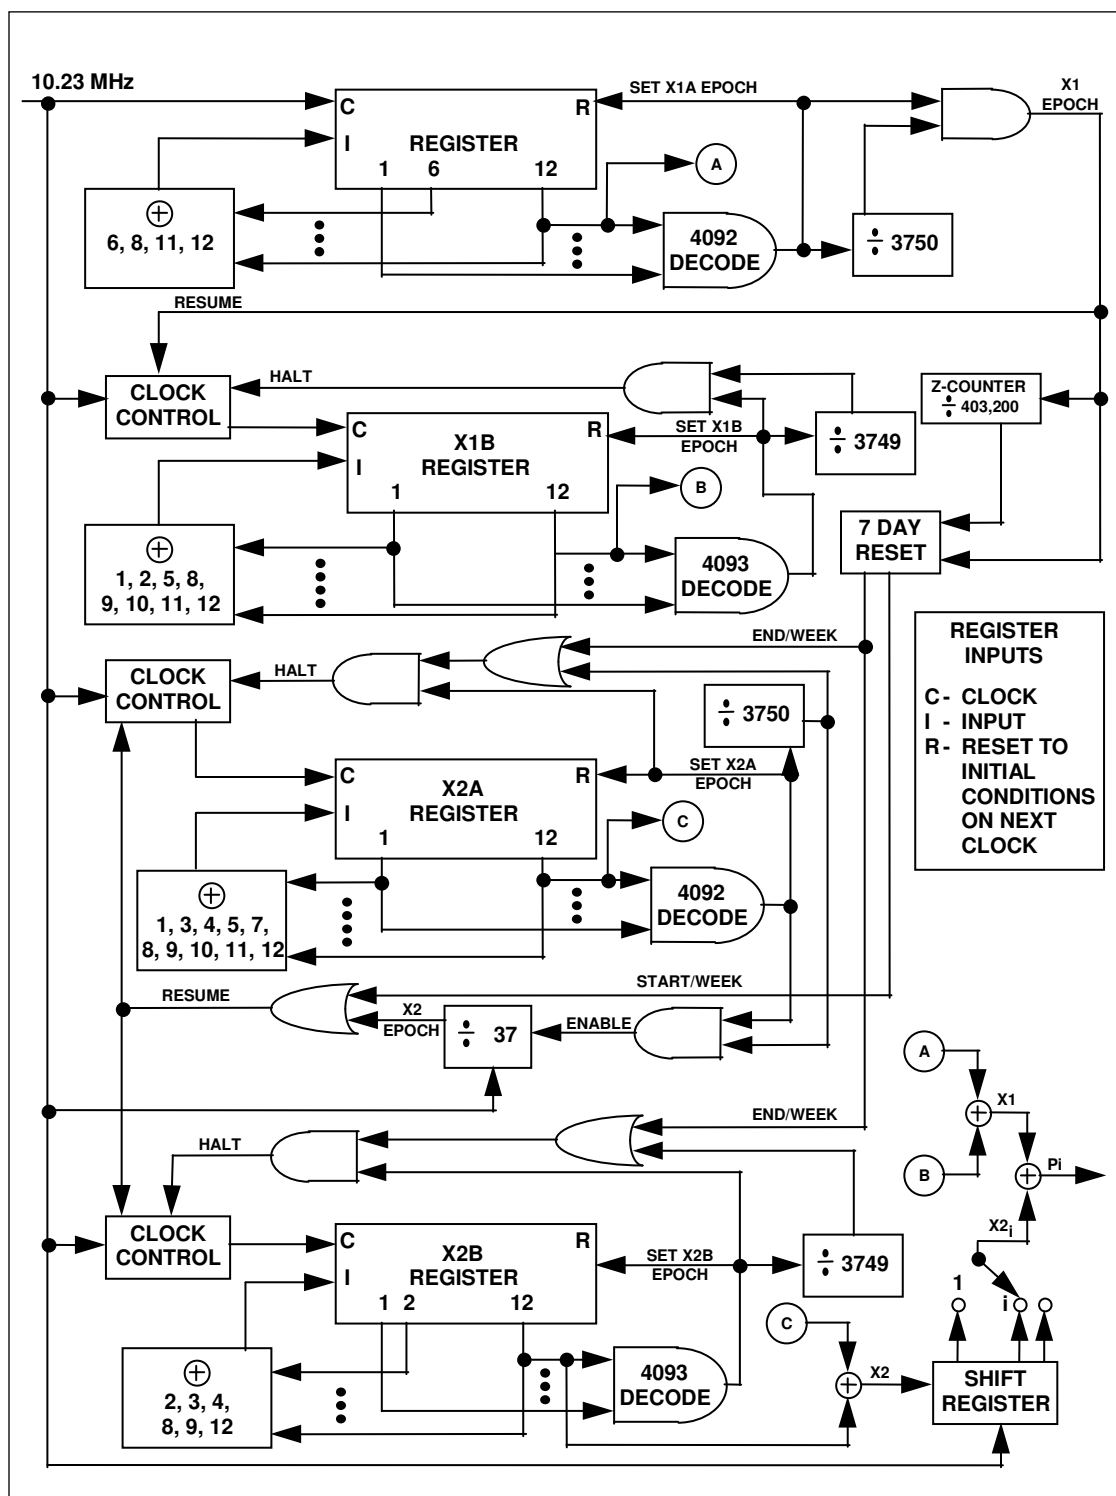 10.23 MHz
C
SET X1A EPOCH
R
X1
EPOCH
I
REGISTER
1
6
12
A
⊕
6, 8, 11, 12
4092
DECODE
÷ 3750
RESUME
CLOCK
CONTROL
HALT
Z-COUNTER
÷ 403,200
C
X1B
REGISTER
R
SET X1B
EPOCH
÷ 3749
I
1
12
B
7 DAY
RESET
⊕
1, 2, 5, 8,
9, 10, 11, 12
4093
DECODE
END/WEEK
REGISTER
INPUTS
C - CLOCK
I - INPUT
R - RESET TO
INITIAL
CONDITIONS
ON NEXT
CLOCK
CLOCK
CONTROL
HALT
÷ 3750
C
X2A
REGISTER
R
SET X2A
EPOCH
I
1
12
C
⊕
1, 3, 4, 5, 7,
8, 9, 10, 11, 12
4092
DECODE
RESUME
START/WEEK
X2
EPOCH
÷ 37
ENABLE
A
X1
END/WEEK
HALT
B
Pi
CLOCK
CONTROL
X2i
C
X2B
REGISTER
R
SET X2B
EPOCH
÷ 3749
I
1
2
12
1
i
C
⊕
2, 3, 4,
8, 9, 12
4093
DECODE
X2
SHIFT
REGISTER